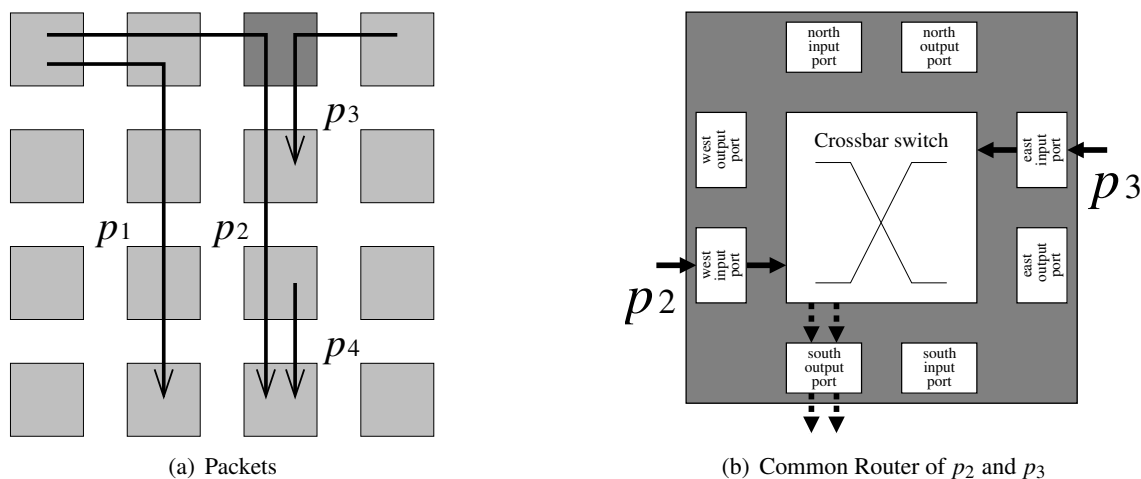 p1
p2
p3
p4
(a) Packets
north
input
port
north
output
port
west
output
port
Crossbar switch
east
input
port
p3
west
input
port
p2
east
output
port
south
output
port
south
input
port
(b) Common Router of p2 and p3